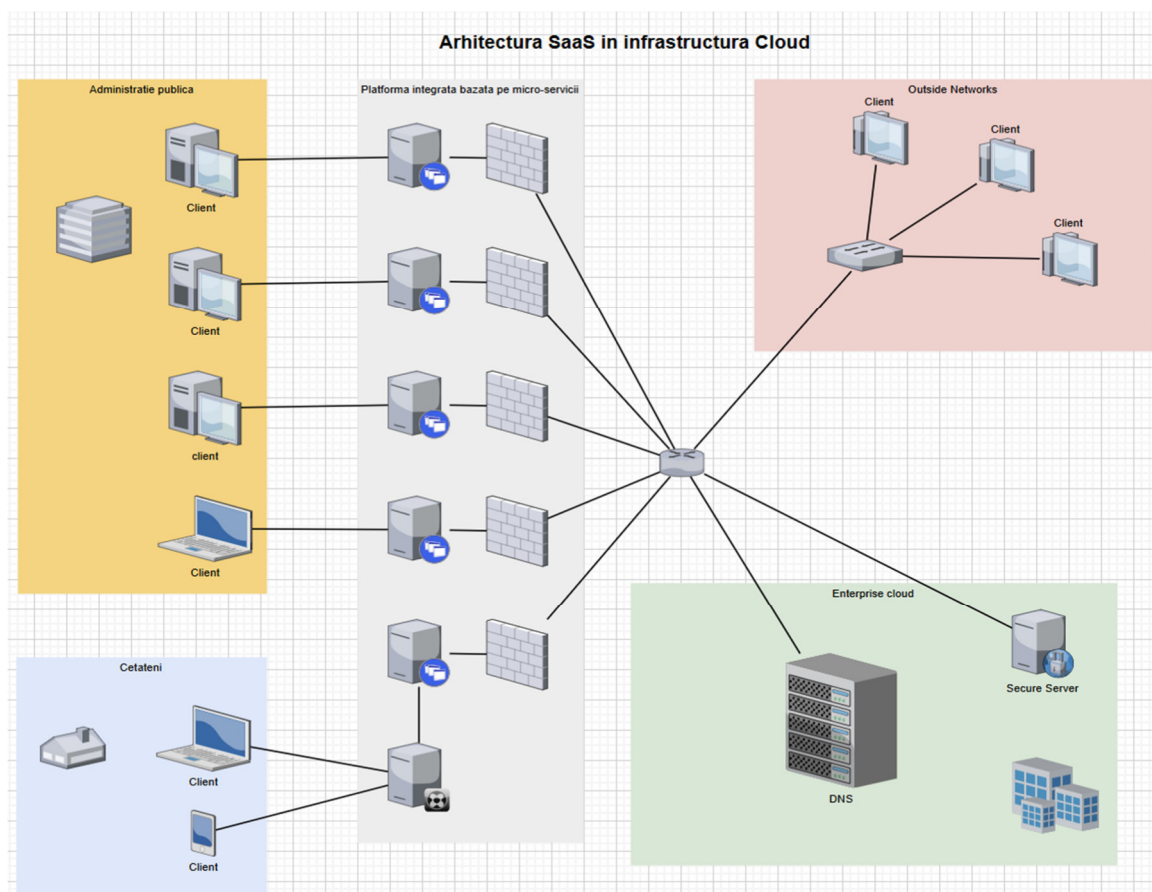 Arhitectura SaaS in infrastructura Cloud
Administratie publica
Client
Client
client
Client
Platforma integrata bazata pe micro-servicii
Outside Networks
Client
Client
Client
Cetateni
Client
Client
Enterprise cloud
Secure Server
DNS